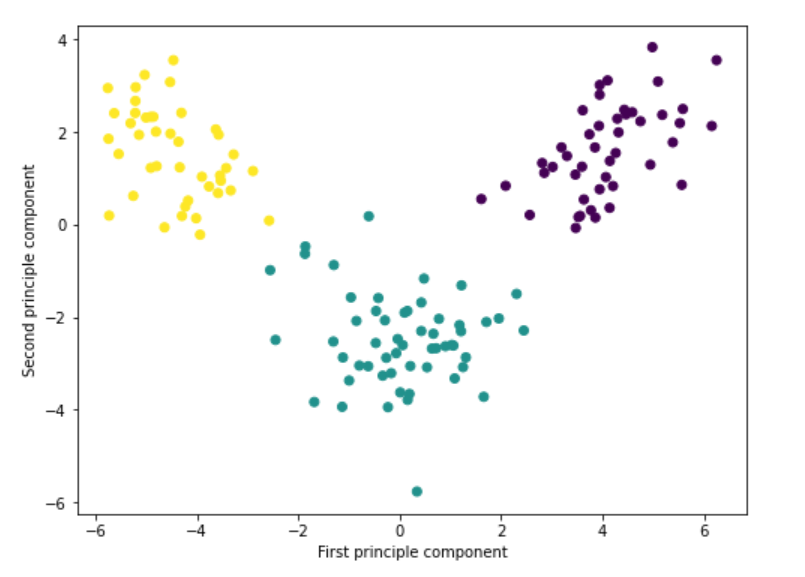 4
2
0
−2
−4
−6
Second principle component
−6 −4 −2 0 2 4 6
First principle component